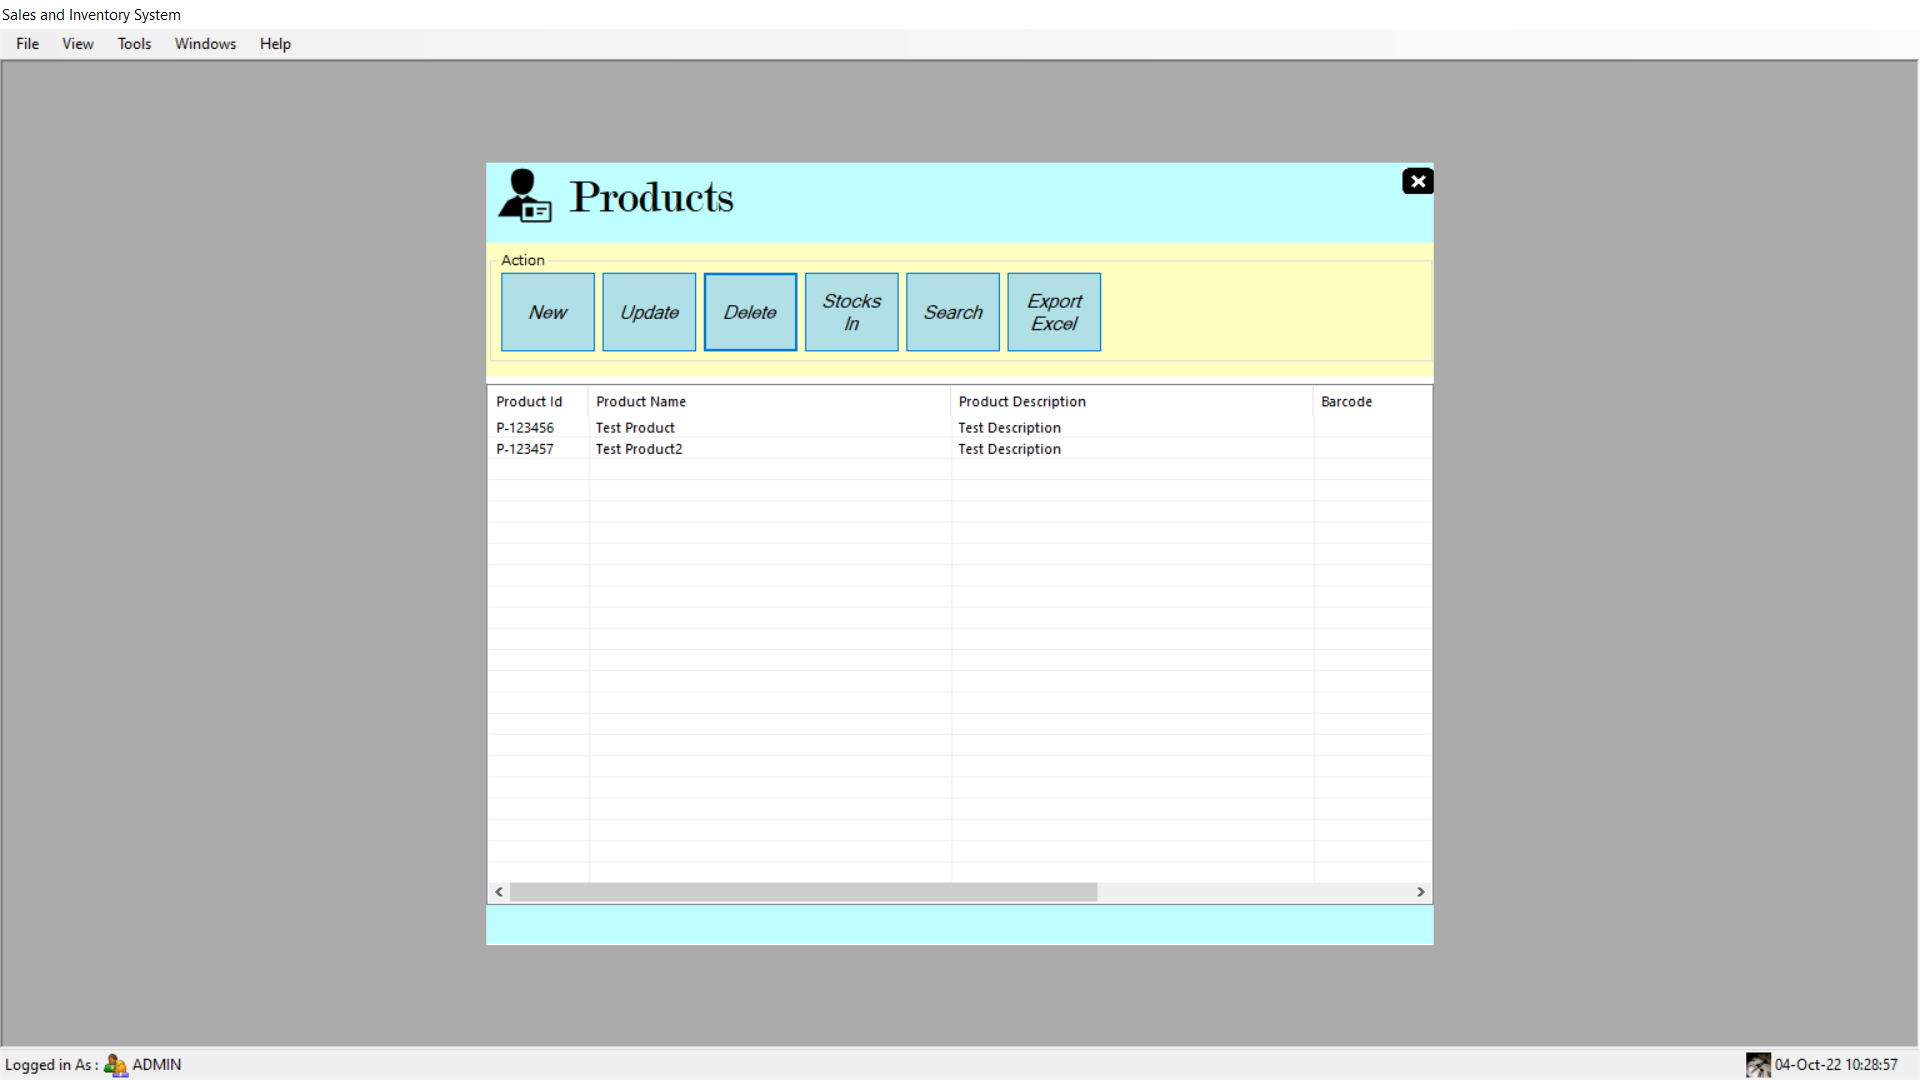 Sales and Inventory System
File View Tools Windows Help
Products
Action
New Update Delete Stocks In Search Export Excel
Product Id Product Name Product Description Barcode
P-123456 Test Product Test Description
P-123457 Test Product2 Test Description
Logged in As : ADMIN 04-Oct-22 10:28:57